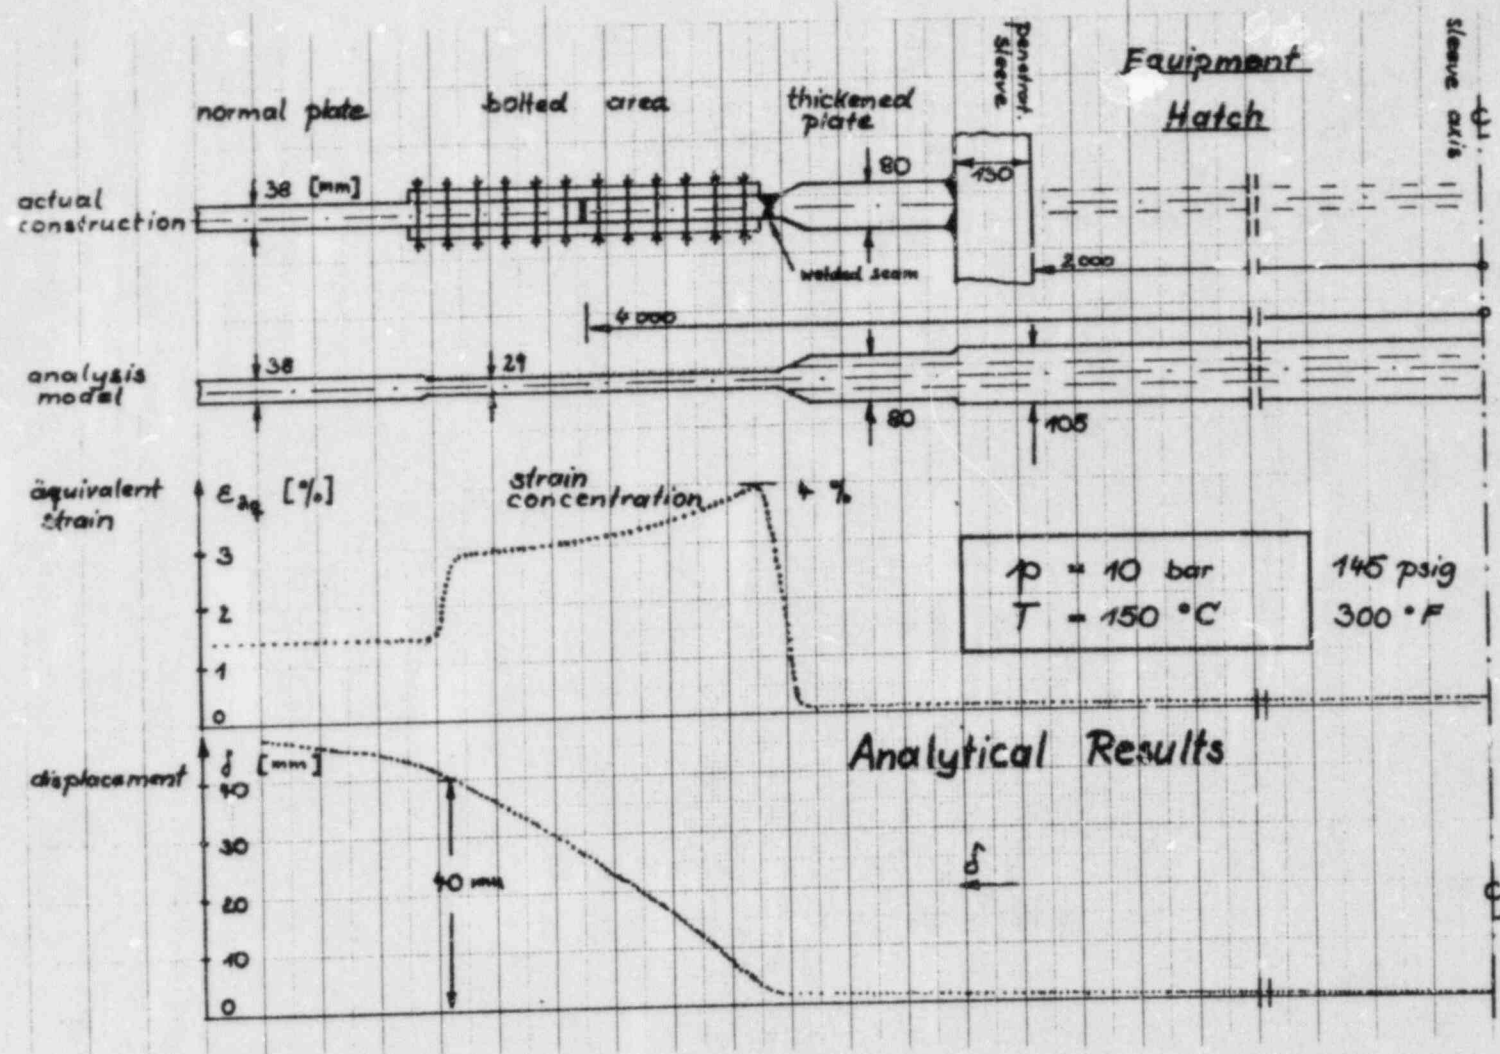 Equipment
Hatch
penetrat.
sleeve
sleeve axis
normal plate
bolted area
thickened
plate
38 [mm]
80
130
actual
construction
welded seam
2000
4000
38
29
analysis
model
80
105
äquivalent
strain
ε äq [%]
strain
concentration
4 %
3
2
1
0
p = 10 bar
145 psig
T = 150 °C
300 °F
Analytical Results
displacement
δ [mm]
40
30
20
10
0
40 mm